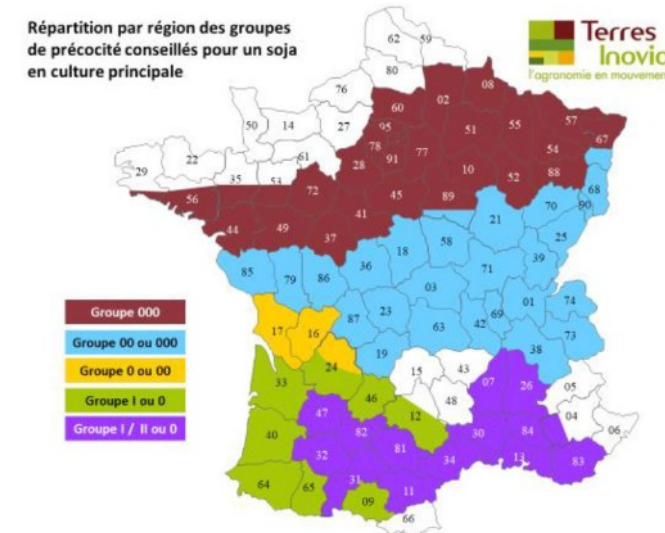 Répartition par région des groupes
de précocité conseillés pour un soja
en culture principale
Terres
Inovia
l'agronomie en mouvement
62 59
80
76
02 08
60
50 14 27 95 51 55 57
67
78 77 54
61 91
29 22 28 10 88
35 53 52 68
72 45 89
56 41 70 90
44 49 21
37 25
18 58 39
36
85 79 86 71
03 01 74
23 69
87 42
17 16 63 73
19 38
24 15 43
07 26 05
33 46 48
12 04
47
82 30 84 06
40 81
32 34 13 83
64 65 31 11
09
66
Groupe 000
Groupe 00 ou 000
Groupe 0 ou 00
Groupe I ou 0
Groupe I / II ou 0